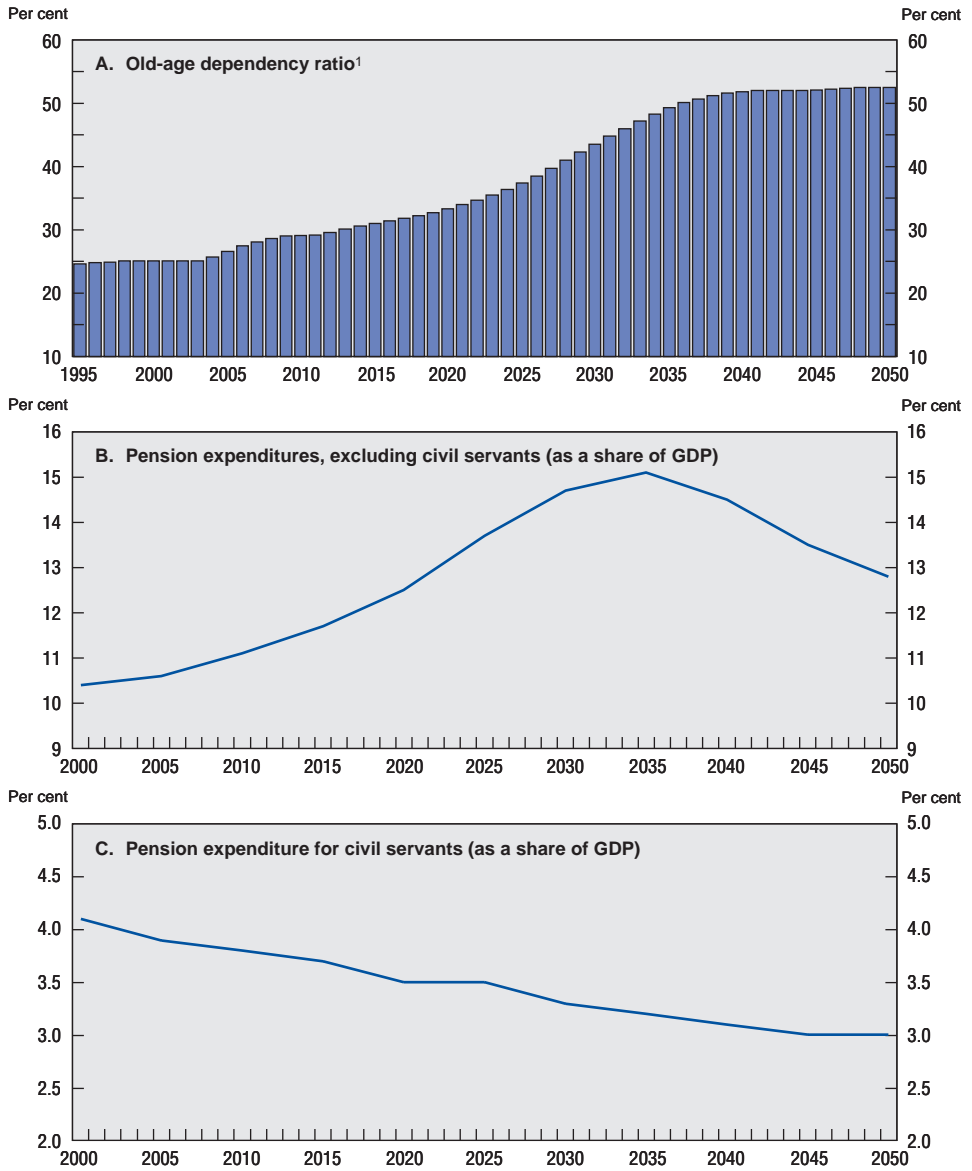 Per cent Per cent
60 60
A. Old-age dependency ratio1
50 50
40 40
30 30
20 20
10 10
1995 2000 2005 2010 2015 2020 2025 2030 2035 2040 2045 2050
Per cent Per cent
16 16
B. Pension expenditures, excluding civil servants (as a share of GDP)
15 15
14 14
13 13
12 12
11 11
10 10
9 9
2000 2005 2010 2015 2020 2025 2030 2035 2040 2045 2050
Per cent Per cent
5.0 5.0
C. Pension expenditure for civil servants (as a share of GDP)
4.5 4.5
4.0 4.0
3.5 3.5
3.0 3.0
2.5 2.5
2.0 2.0
2000 2005 2010 2015 2020 2025 2030 2035 2040 2045 2050